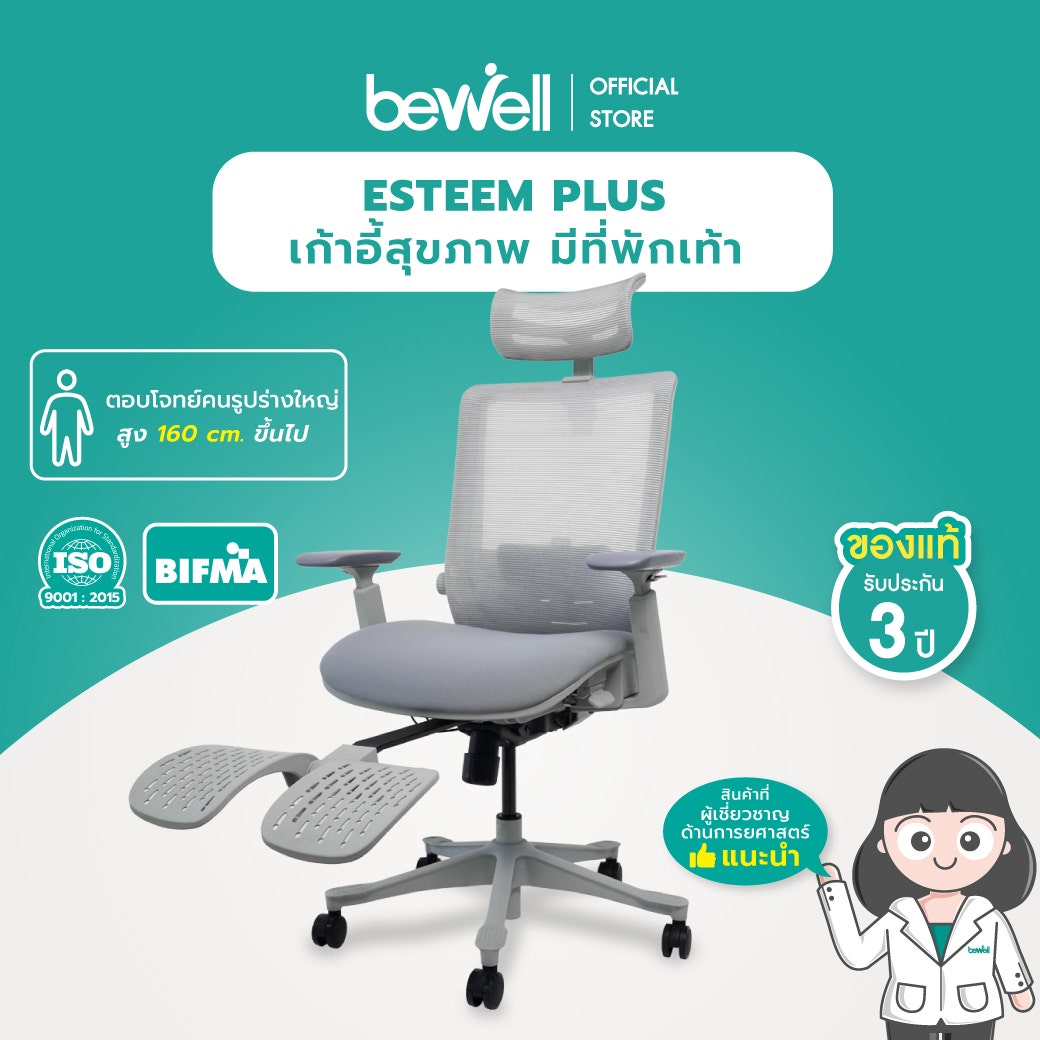 bewell
OFFICIAL
STORE
ESTEEM PLUS
เก้าอี้สุขภาพ มีที่พักเท้า
ตอบโจทย์คนรูปร่างใหญ่
สูง 160 cm. ขึ้นไป
International Organization for Standardization
ISO
9001 : 2015
BIFMA
ของแท้
รับประกัน
3 ปี
สินค้าที่
ผู้เชี่ยวชาญ
ด้านการยศาสตร์
แนะนำ
bewell